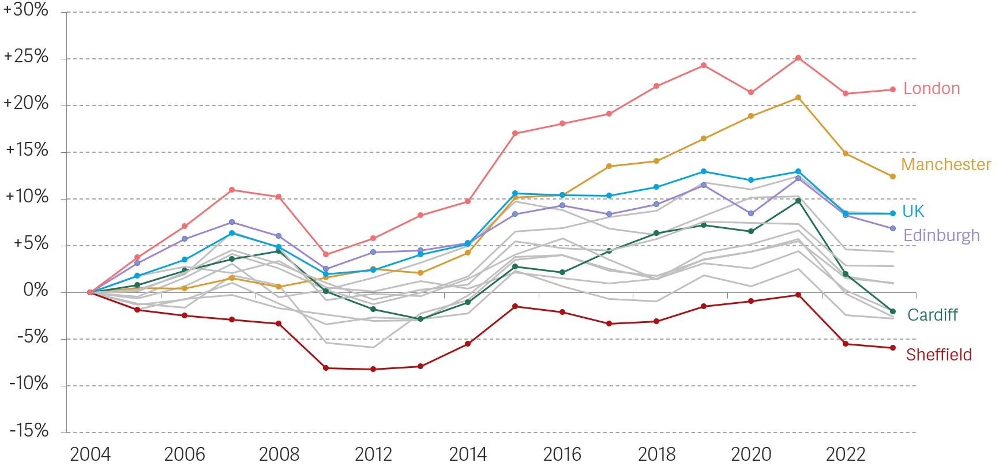 +30%
+25%
+20%
London
+15%
Manchester
+10%
UK
+5%
Edinburgh
0%
Cardiff
-5%
Sheffield
-10%
-15%
2004 2006 2008 2010 2012 2014 2016 2018 2020 2022